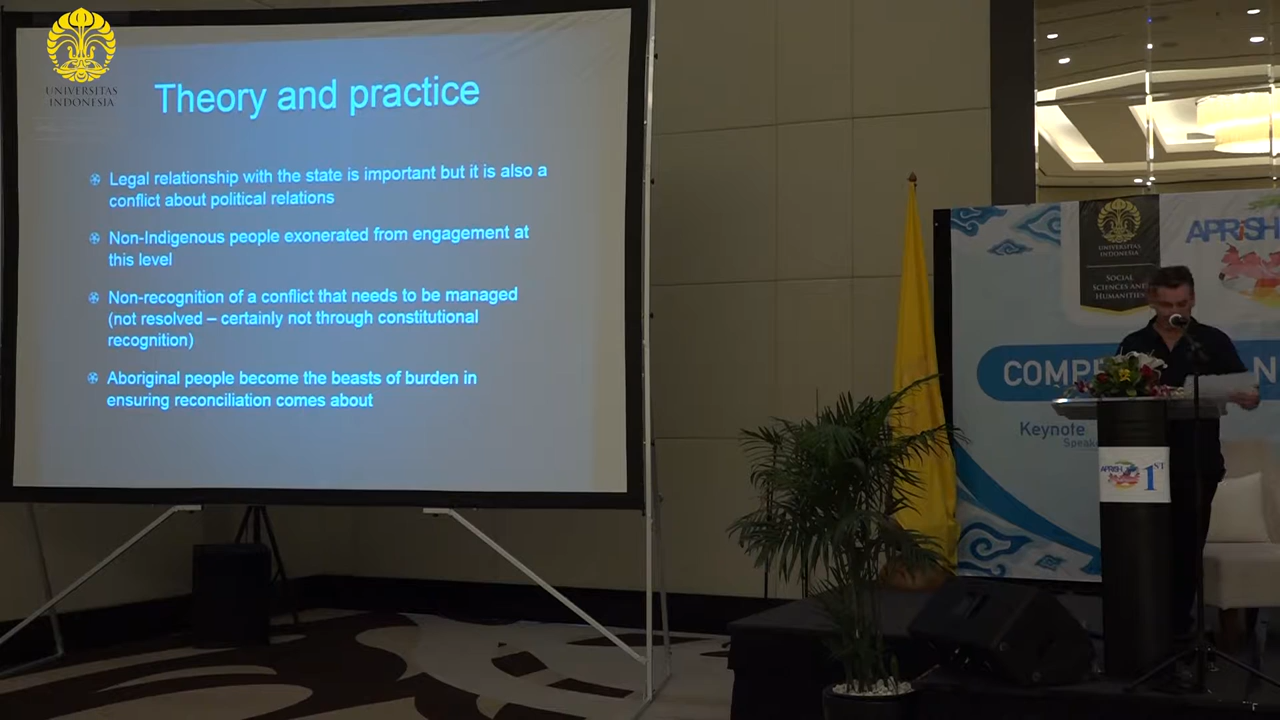 UNIVERSITAS
INDONESIA
Theory and practice
Legal relationship with the state is important but it is also a
conflict about political relations
Non-Indigenous people exonerated from engagement at
this level
Non-recognition of a conflict that needs to be managed
(not resolved – certainly not through constitutional
recognition)
Aboriginal people become the beasts of burden in
ensuring reconciliation comes about
UNIVERSITAS
INDONESIA
SOCIAL
SCIENCES AND
HUMANITIES
APRiSH
COMP
N
Keynote
Speake
APRiSH
1ST